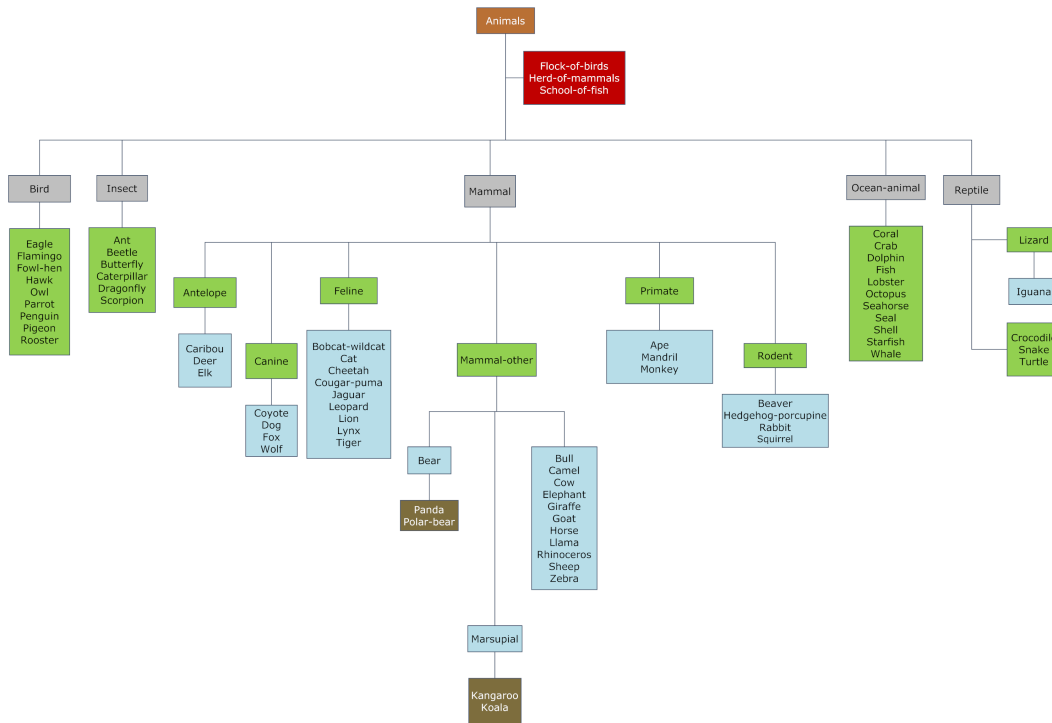 Animals
Flock-of-birds
Herd-of-mammals
School-of-fish
Bird
Insect
Mammal
Ocean-animal
Reptile
Eagle
Flamingo
Fowl-hen
Hawk
Owl
Parrot
Penguin
Pigeon
Rooster
Ant
Beetle
Butterfly
Caterpillar
Dragonfly
Scorpion
Antelope
Caribou
Deer
Elk
Canine
Coyote
Dog
Fox
Wolf
Feline
Bobcat-wildcat
Cat
Cheetah
Cougar-puma
Jaguar
Leopard
Lion
Lynx
Tiger
Mammal-other
Bear
Panda
Polar-bear
Bull
Camel
Cow
Elephant
Giraffe
Goat
Horse
Llama
Rhinoceros
Sheep
Zebra
Marsupial
Kangaroo
Koala
Primate
Ape
Mandril
Monkey
Rodent
Beaver
Hedgehog-porcupine
Rabbit
Squirrel
Coral
Crab
Dolphin
Fish
Lobster
Octopus
Seahorse
Seal
Shell
Starfish
Whale
Lizard
Iguana
Crocodile
Snake
Turtle